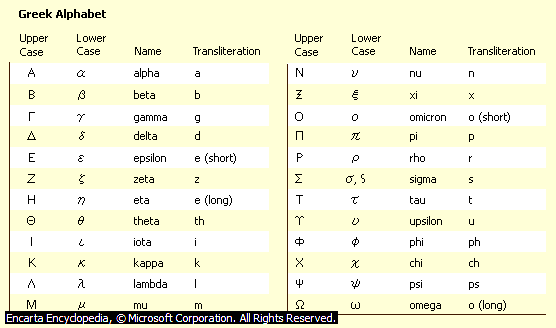 Greek Alphabet
Upper Case Lower Case Name Transliteration
Α α alpha a
Β β beta b
Γ γ gamma g
Δ δ delta d
Ε ε epsilon e (short)
Ζ ζ zeta z
Η η eta e (long)
Θ θ theta th
Ι ι iota i
Κ κ kappa k
Λ λ lambda l
Μ μ mu m
Upper Case Lower Case Name Transliteration
Ν ν nu n
Ξ ξ xi x
Ο ο omicron o (short)
Π π pi p
Ρ ρ rho r
Σ σ, ς sigma s
Τ τ tau t
ϒ υ upsilon u
Φ ϕ phi ph
Χ χ chi ch
Ψ ψ psi ps
Ω ω omega o (long)
Encarta Encyclopedia, © Microsoft Corporation. All Rights Reserved.